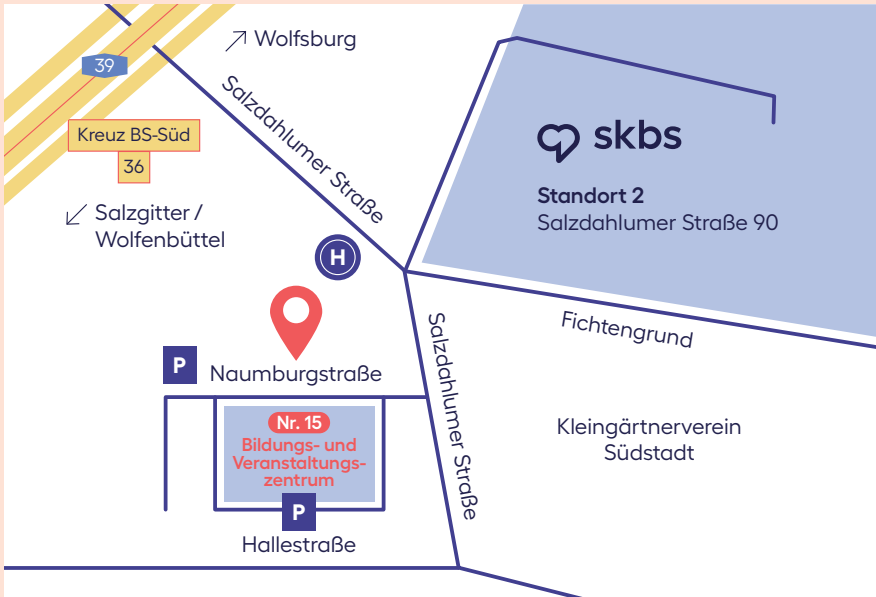 39
Wolfsburg
Kreuz BS-Süd
36
Salzgitter /
Wolfenbüttel
Salzdahlumer Straße
skbs
Standort 2
Salzdahlumer Straße 90
H
Fichtengrund
Salzdahlumer Straße
P
Naumburgstraße
Nr. 15
Bildungs- und
Veranstaltungs-
zentrum
P
Hallestraße
Kleingärtnerverein
Südstadt